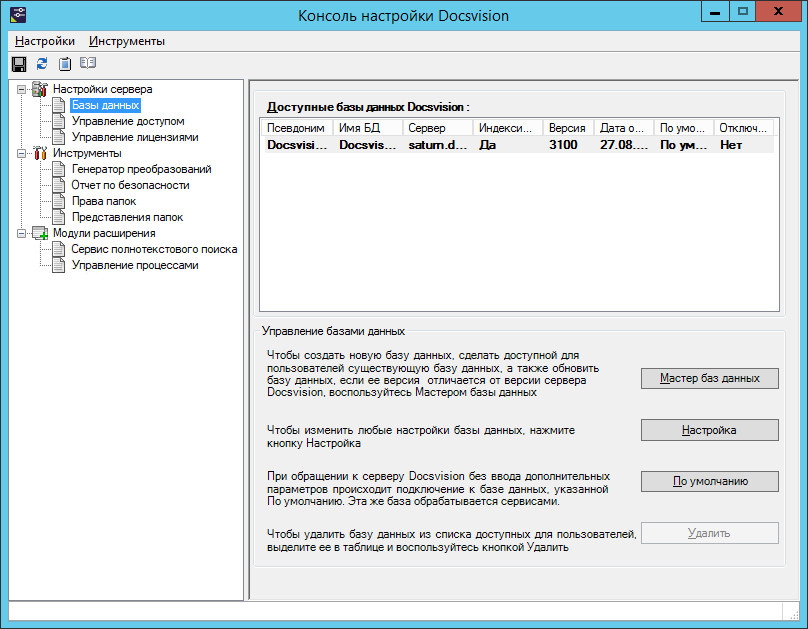 Консоль настройки Docsvision
Настройки Инструменты
Настройки сервера
Базы данных
Управление доступом
Управление лицензиями
Инструменты
Генератор преобразований
Отчет по безопасности
Права папок
Представления папок
Модули расширения
Сервис полнотекстового поиска
Управление процессами
Доступные базы данных Docsvision :
Псевдоним Имя БД Сервер Индекси... Версия Дата о... По умо... Отключ...
Docsvisi... Docsvis... saturn.d... Да 3100 27.08.... По ум... Нет
Управление базами данных
Чтобы создать новую базу данных, сделать доступной для
пользователей существующую базу данных, а также обновить
базу данных, если ее версия отличается от версии сервера
Docsvision, воспользуйтесь Мастером базы данных
Мастер баз данных
Чтобы изменить любые настройки базы данных, нажмите
кнопку Настройка
Настройка
При обращении к серверу Docsvision без ввода дополнительных
параметров происходит подключение к базе данных, указанной
По умолчанию. Эта же база обрабатывается сервисами.
По умолчанию
Чтобы удалить базу данных из списка доступных для пользователей,
выделите ее в таблице и воспользуйтесь кнопкой Удалить
Удалить